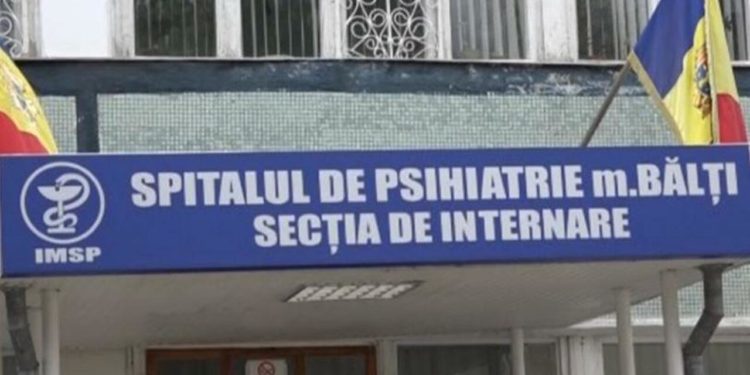 SPITALUL DE PSIHIATRIE m.BĂLȚI
SECȚIA DE INTERNARE
IMSP